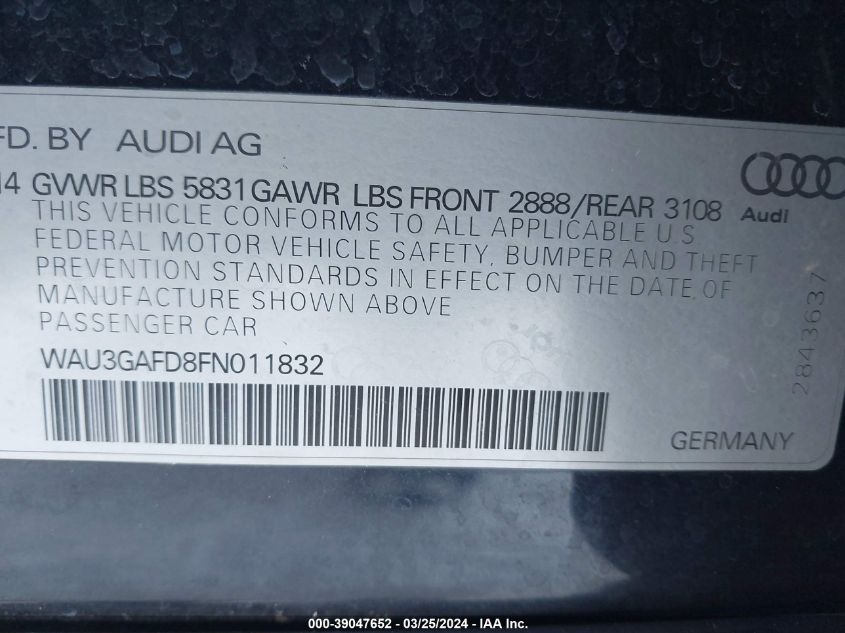 FD. BY AUDI AG
14 GVWR LBS 5831 GAWR LBS FRONT 2888/REAR 3108
Audi
THIS VEHICLE CONFORMS TO ALL APPLICABLE U.S
FEDERAL MOTOR VEHICLE SAFETY, BUMPER AND THEFT
PREVENTION STANDARDS IN EFFECT ON THE DATE OF
MANUFACTURE SHOWN ABOVE
PASSENGER CAR
WAU3GAFD8FN011832
2843637
GERMANY
000-39047652 - 03/25/2024 - IAA Inc.